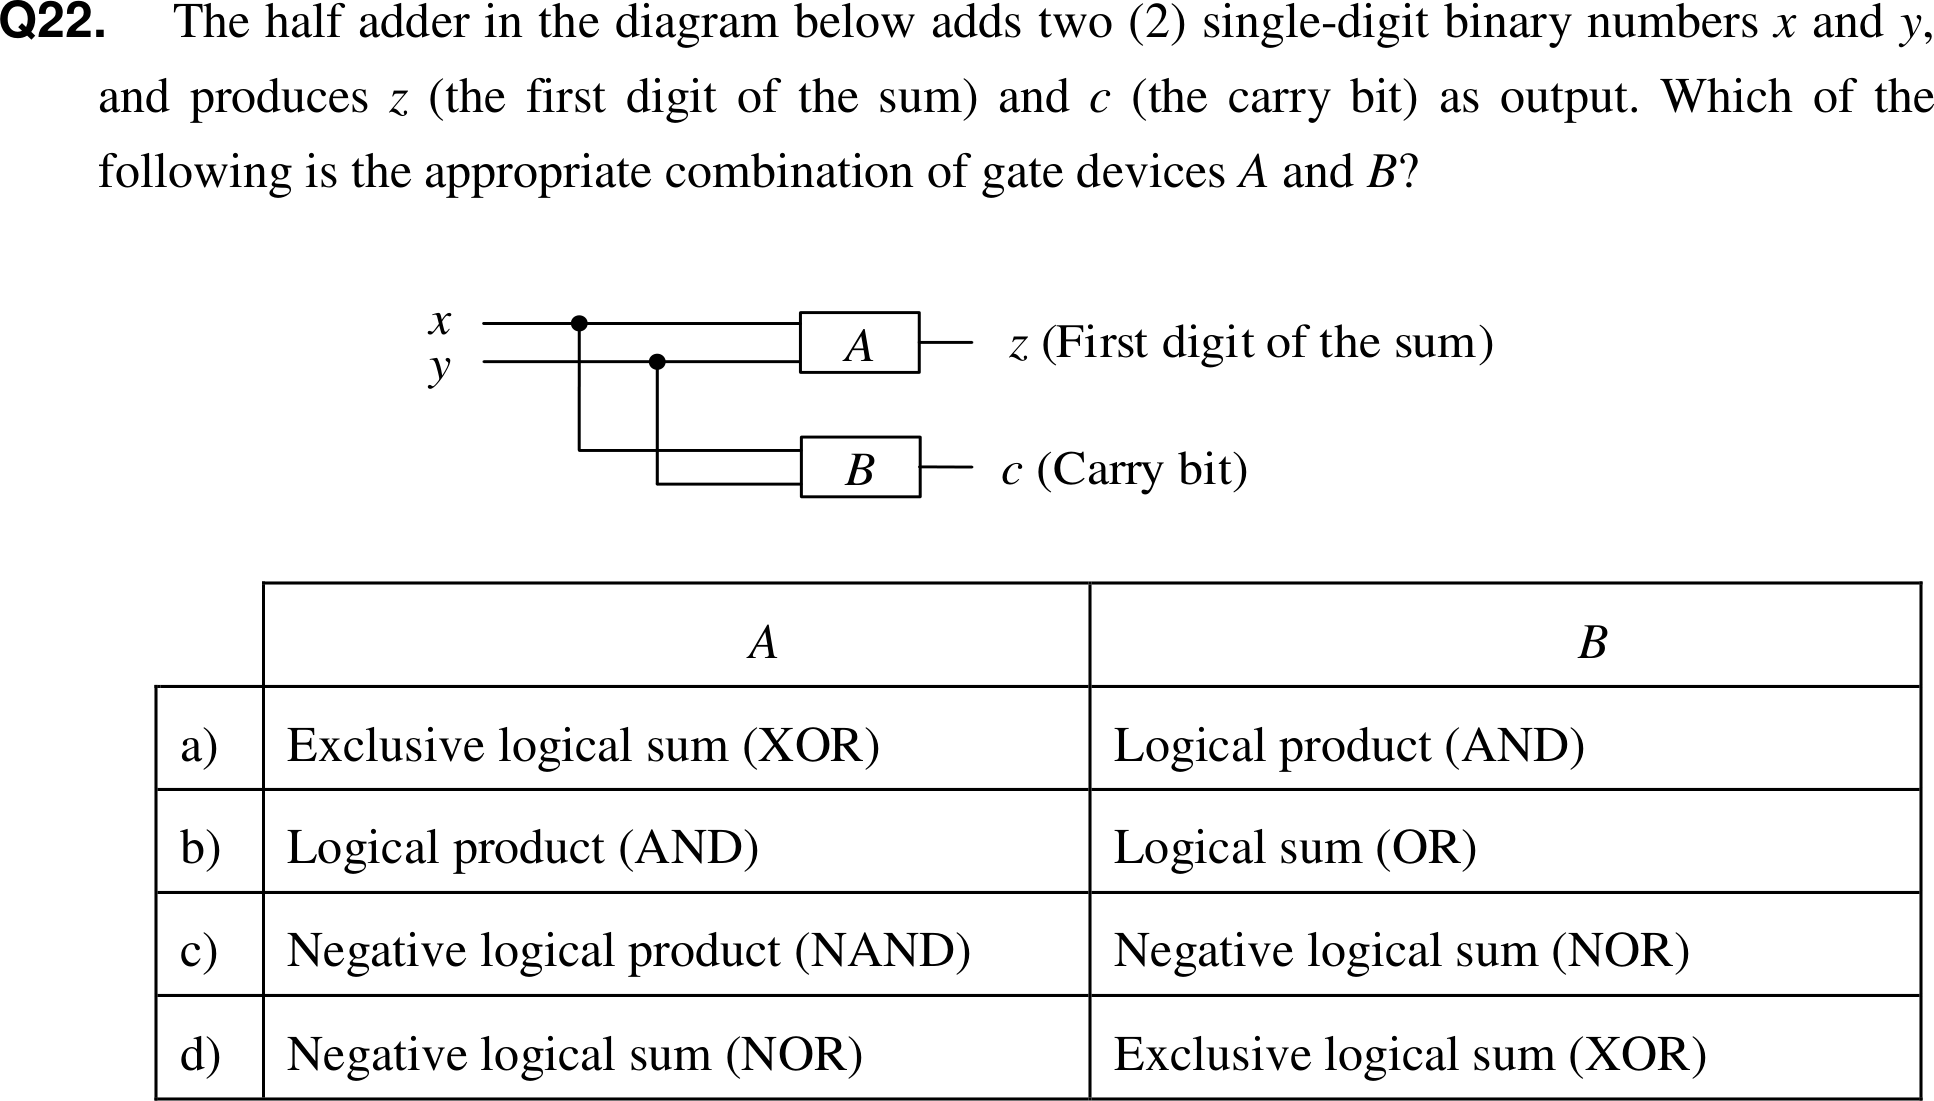 Q22. The half adder in the diagram below adds two (2) single-digit binary numbers x and y,
and produces z (the first digit of the sum) and c (the carry bit) as output. Which of the
following is the appropriate combination of gate devices A and B?
x
y
A
z (First digit of the sum)
B
c (Carry bit)
A B
a) Exclusive logical sum (XOR) Logical product (AND)
b) Logical product (AND) Logical sum (OR)
c) Negative logical product (NAND) Negative logical sum (NOR)
d) Negative logical sum (NOR) Exclusive logical sum (XOR)